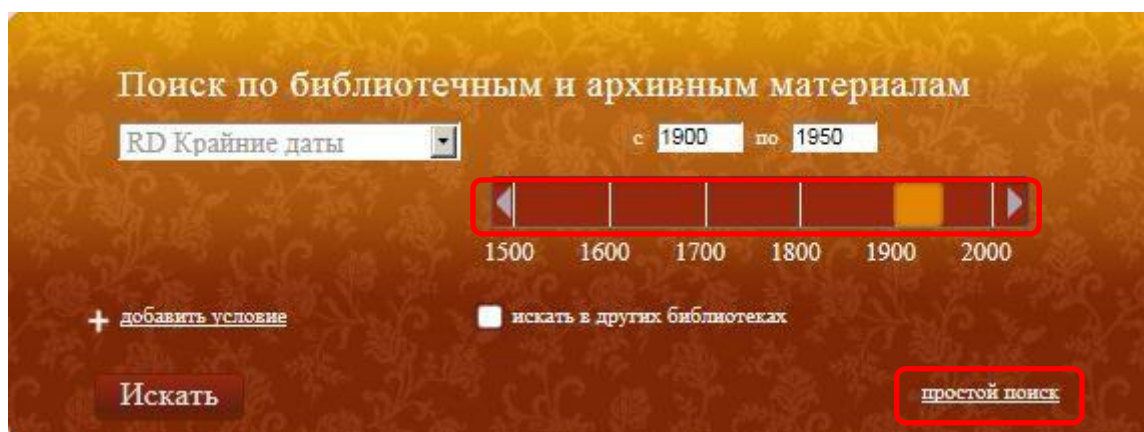 Поиск по библиотечным и архивным материалам
RD Крайние даты с 1900 по 1950
1500 1600 1700 1800 1900 2000
добавить условие искать в других библиотеках
Искать простой поиск